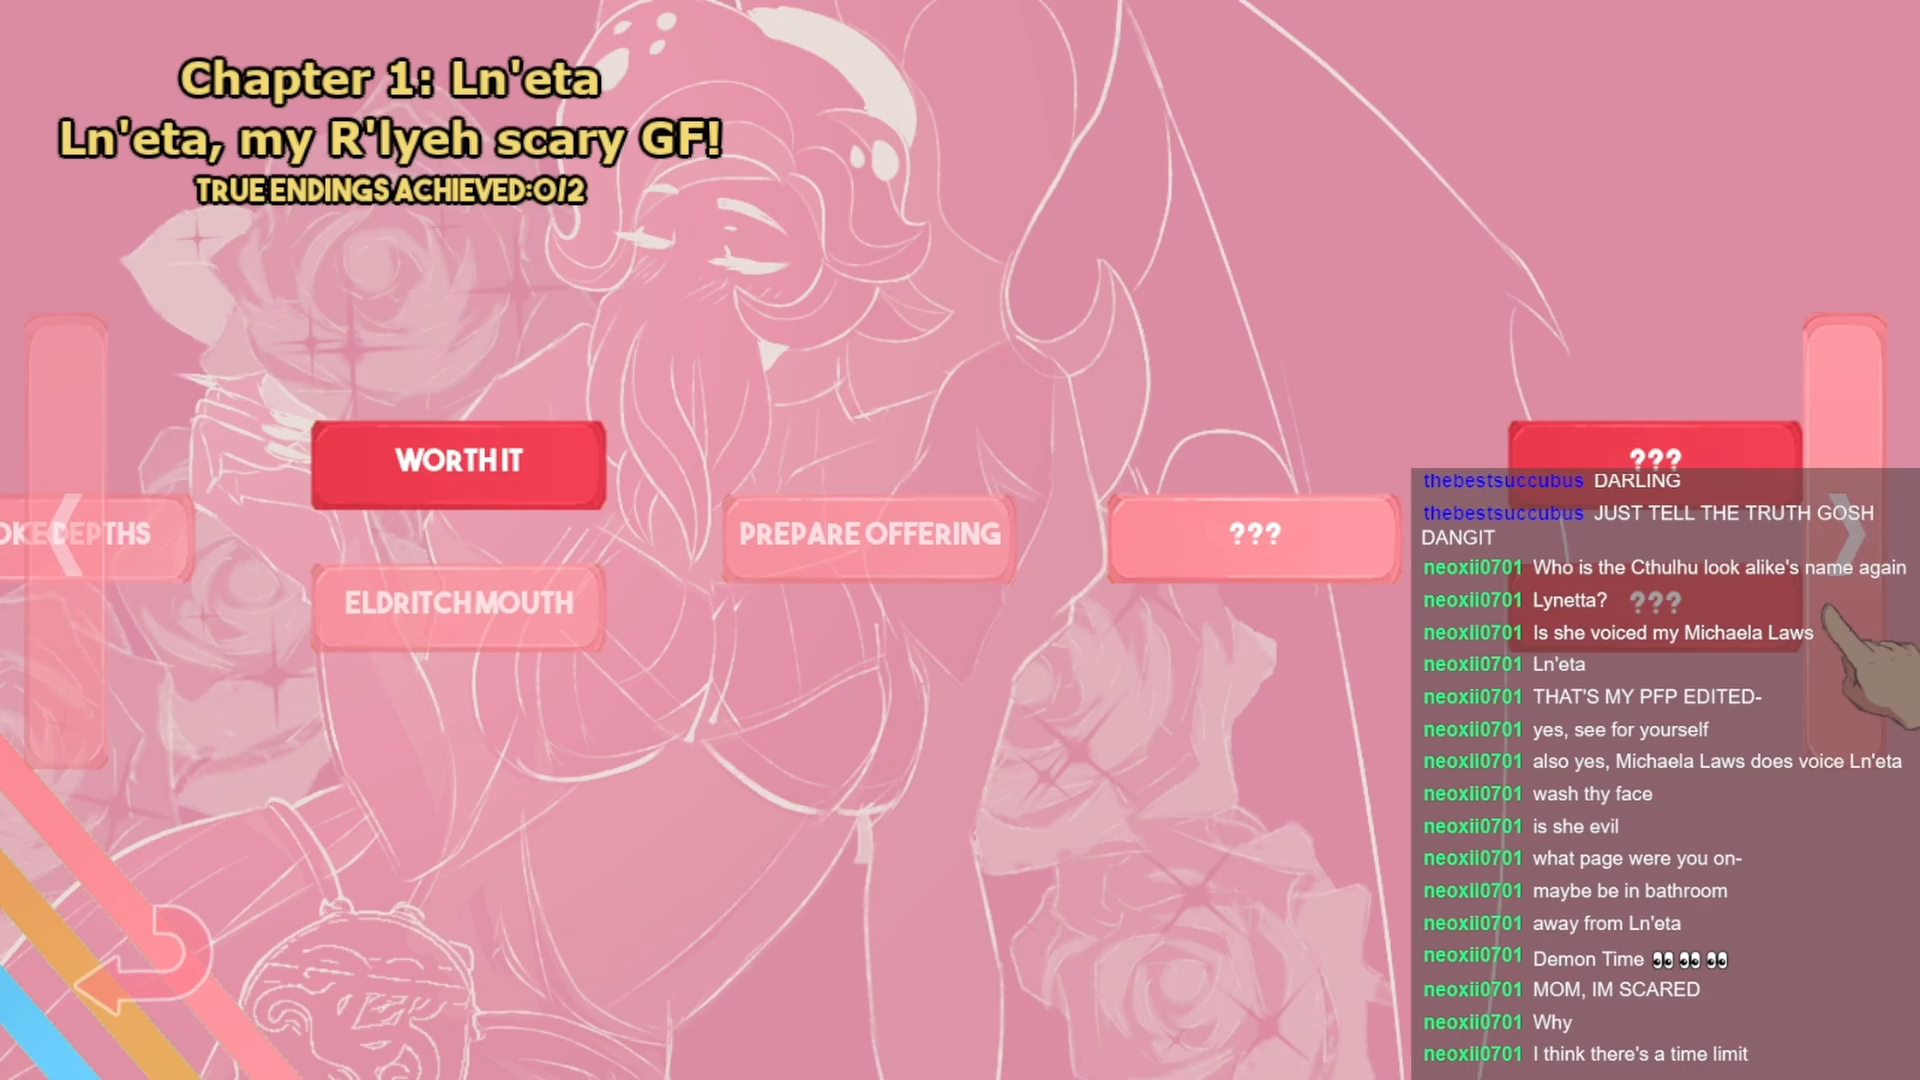 Chapter 1: Ln'eta
Ln'eta, my R'lyeh scary GF!
TRUE ENDINGS ACHIEVED:0/2
WORTH IT
???
DEPTHS
PREPARE OFFERING
???
ELDRITCH MOUTH
???
thebestsuccubus DARLING
thebestsuccubus JUST TELL THE TRUTH GOSH
DANGIT
neoxii0701 Who is the Cthulhu look alike's name again
neoxii0701 Lynetta?
neoxii0701 Is she voiced my Michaela Laws
neoxii0701 Ln'eta
neoxii0701 THAT'S MY PFP EDITED-
neoxii0701 yes, see for yourself
neoxii0701 also yes, Michaela Laws does voice Ln'eta
neoxii0701 wash thy face
neoxii0701 is she evil
neoxii0701 what page were you on-
neoxii0701 maybe be in bathroom
neoxii0701 away from Ln'eta
neoxii0701 Demon Time 👀👀👀
neoxii0701 MOM, IM SCARED
neoxii0701 Why
neoxii0701 I think there's a time limit